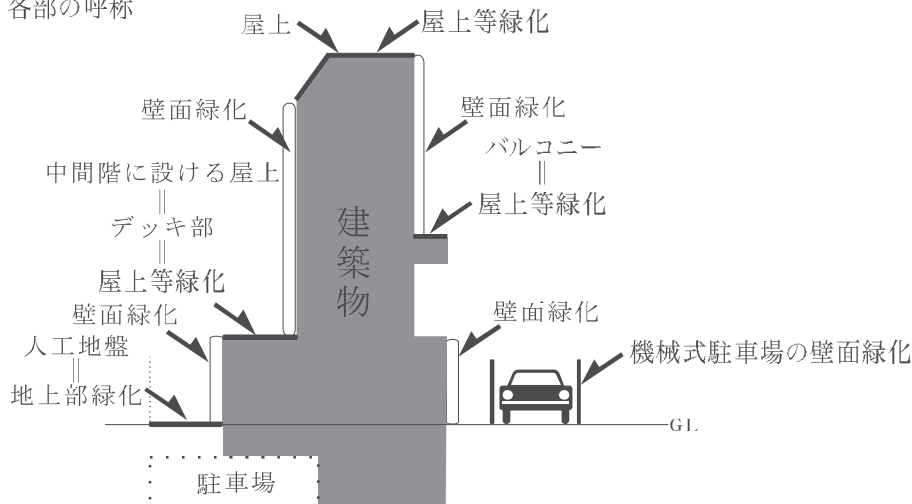 各部の呼称
屋上
屋上等緑化
壁面緑化
壁面緑化
バルコニー
||
屋上等緑化
中間階に設ける屋上
||
デッキ部
||
屋上等緑化
建築物
壁面緑化
壁面緑化
人工地盤
||
地上部緑化
機械式駐車場の壁面緑化
GL
駐車場